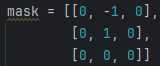 mask = [[0, -1, 0],
[0, 1, 0],
[0, 0, 0]]